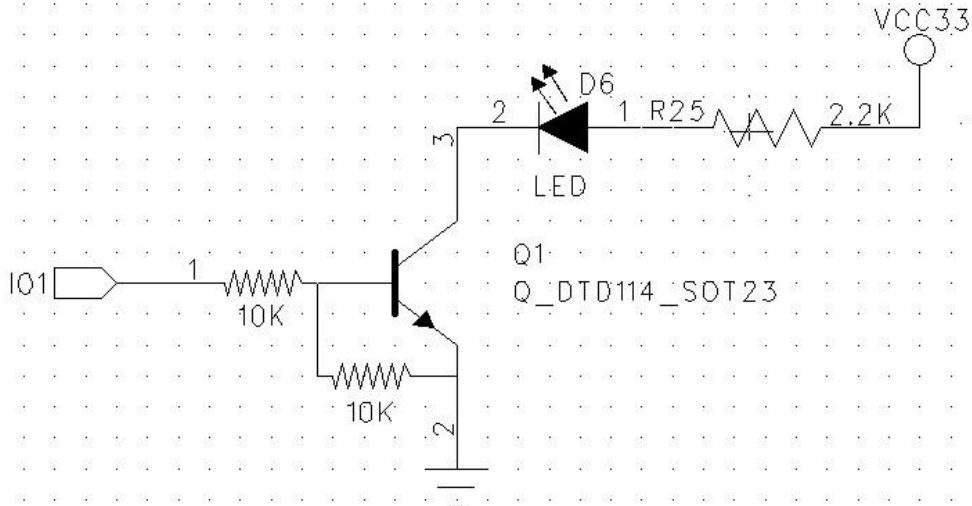 VCC33
D6
2 1 R25 2.2K
3
LED
Q1
IO1 1
Q_DTD114_SOT23
10K
10K
2